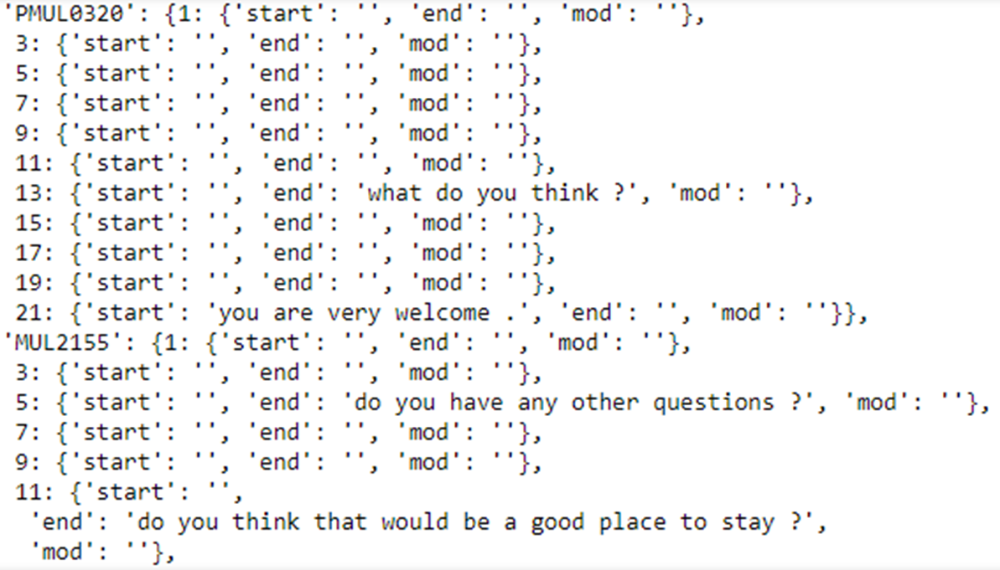 'PMUL0320': {1: {'start': '', 'end': '', 'mod': ''},
3: {'start': '', 'end': '', 'mod': ''},
5: {'start': '', 'end': '', 'mod': ''},
7: {'start': '', 'end': '', 'mod': ''},
9: {'start': '', 'end': '', 'mod': ''},
11: {'start': '', 'end': '', 'mod': ''},
13: {'start': '', 'end': 'what do you think ?', 'mod': ''},
15: {'start': '', 'end': '', 'mod': ''},
17: {'start': '', 'end': '', 'mod': ''},
19: {'start': '', 'end': '', 'mod': ''},
21: {'start': 'you are very welcome .', 'end': '', 'mod': ''}},
'MUL2155': {1: {'start': '', 'end': '', 'mod': ''},
3: {'start': '', 'end': '', 'mod': ''},
5: {'start': '', 'end': 'do you have any other questions ?', 'mod': ''},
7: {'start': '', 'end': '', 'mod': ''},
9: {'start': '', 'end': '', 'mod': ''},
11: {'start': '',
'end': 'do you think that would be a good place to stay ?',
'mod': ''},